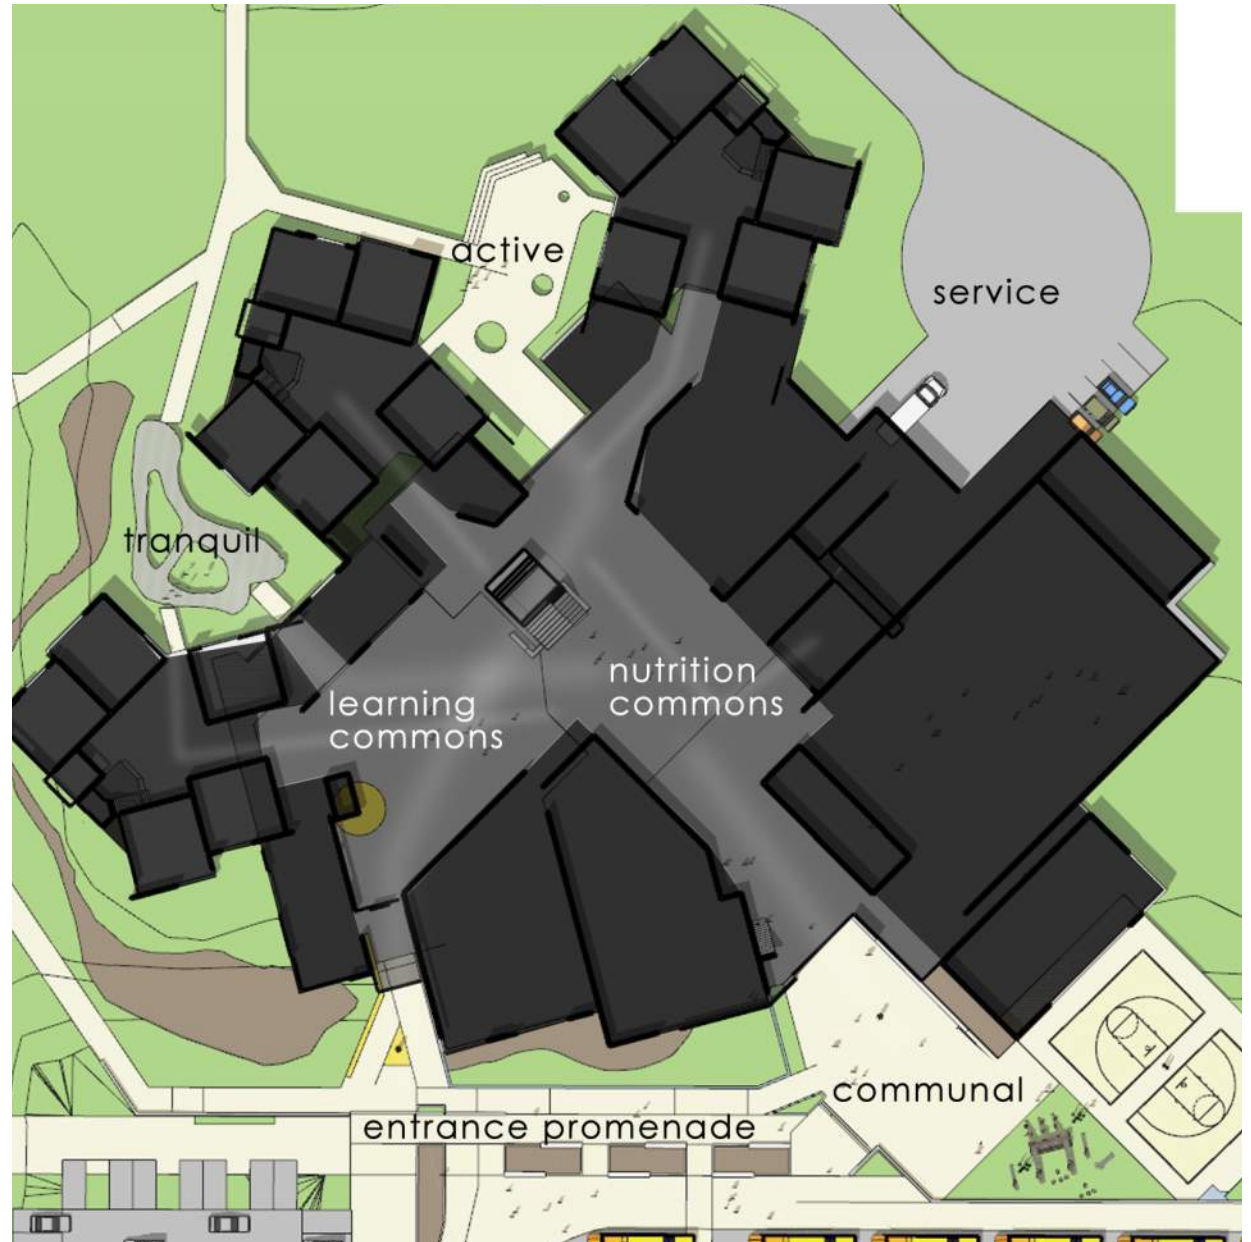 active
service
tranquil
nutrition
commons
learning
commons
communal
entrance promenade